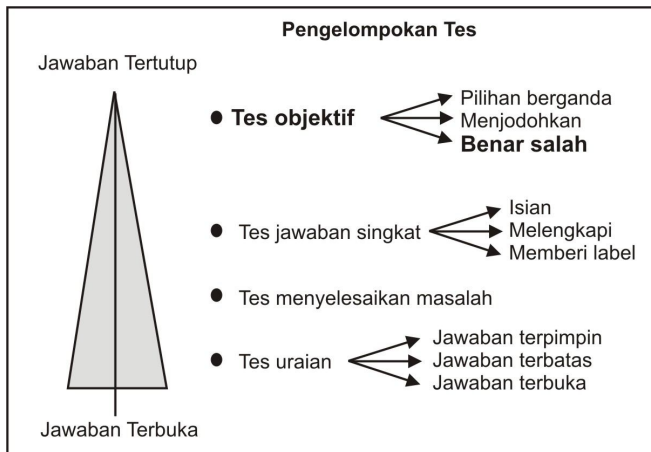 Pengelompokan Tes
Jawaban Tertutup
Tes objektif
Pilihan berganda
Menjodohkan
Benar salah
Tes jawaban singkat
Isian
Melengkapi
Memberi label
Tes menyelesaikan masalah
Tes uraian
Jawaban terpimpin
Jawaban terbatas
Jawaban terbuka
Jawaban Terbuka